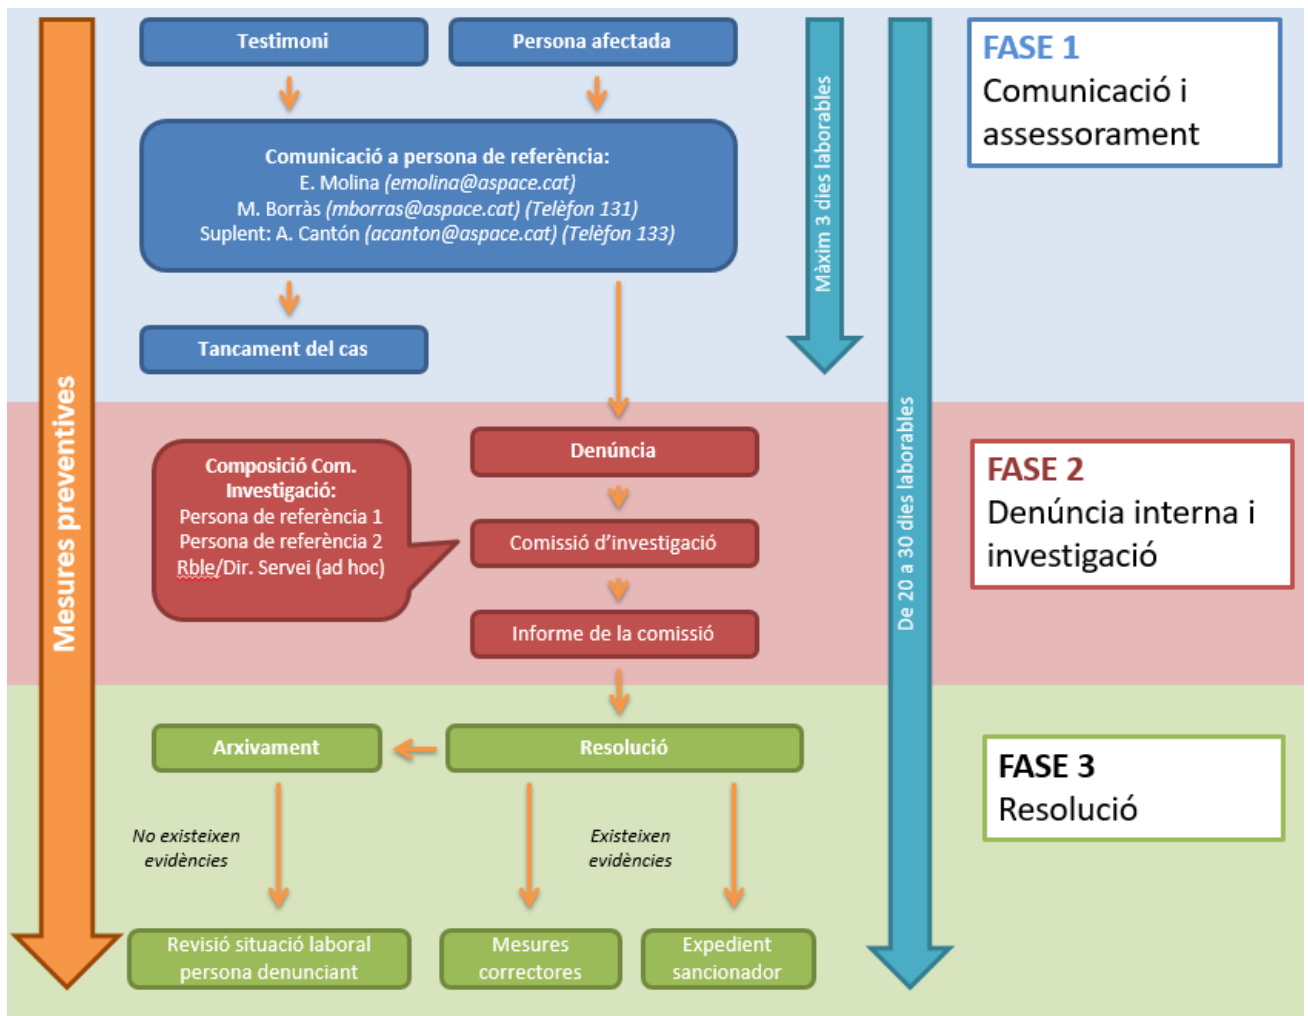 Testimoni
Persona afectada
FASE 1
Comunicació i
assessorament
Comunicació a persona de referència:
E. Molina (emolina@aspace.cat)
M. Borràs (mborras@aspace.cat) (Telèfon 131)
Suplent: A. Cantón (acanton@aspace.cat) (Telèfon 133)
Màxim 3 dies laborables
Tancament del cas
Mesures preventives
De 20 a 30 dies laborables
Denúncia
FASE 2
Denúncia interna i
investigació
Composició Com.
Investigació:
Persona de referència 1
Persona de referència 2
Rble/Dir. Servei (ad hoc)
Comissió d'investigació
Informe de la comissió
Arxivament
Resolució
FASE 3
Resolució
No existeixen
evidències
Existeixen
evidències
Revisió situació laboral
persona denunciant
Mesures
correctores
Expedient
sancionador